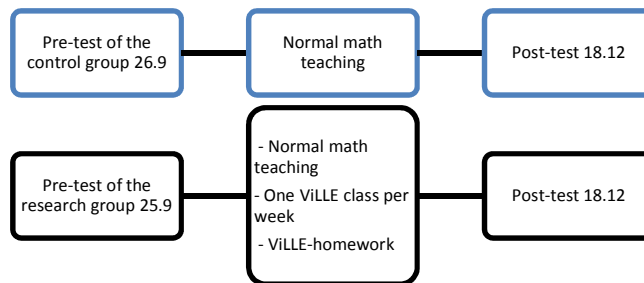 Pre-test of the
control group 26.9
Normal math
teaching
Post-test 18.12
Pre-test of the
research group 25.9
- Normal math
teaching
- One ViLLE class per
week
- ViLLE-homework
Post-test 18.12